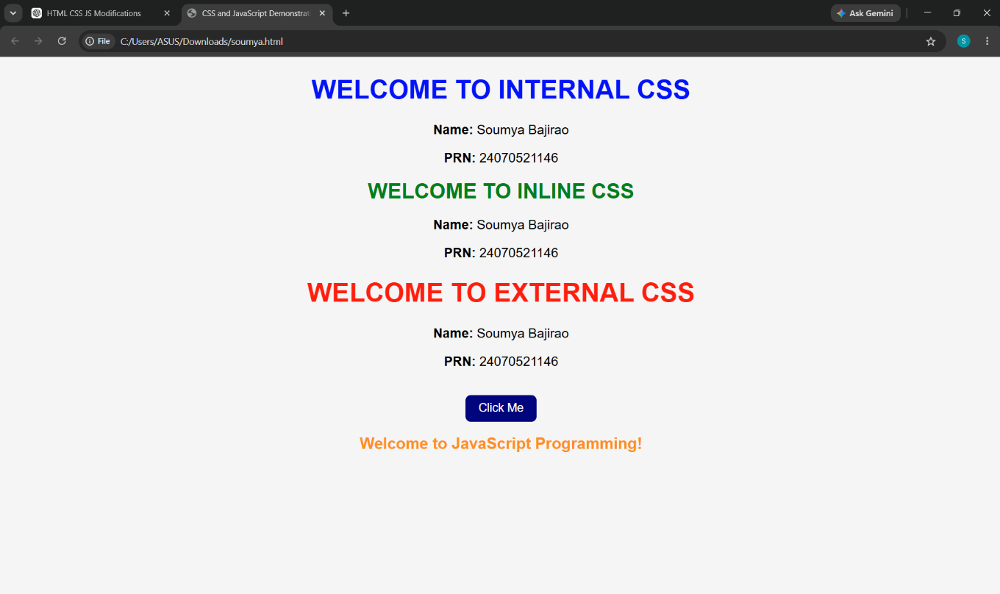 HTML CSS JS Modifications
CSS and JavaScript Demonstrati
Ask Gemini
File
C:/Users/ASUS/Downloads/soumya.html
S
WELCOME TO INTERNAL CSS
Name: Soumya Bajirao
PRN: 24070521146
WELCOME TO INLINE CSS
Name: Soumya Bajirao
PRN: 24070521146
WELCOME TO EXTERNAL CSS
Name: Soumya Bajirao
PRN: 24070521146
Click Me
Welcome to JavaScript Programming!